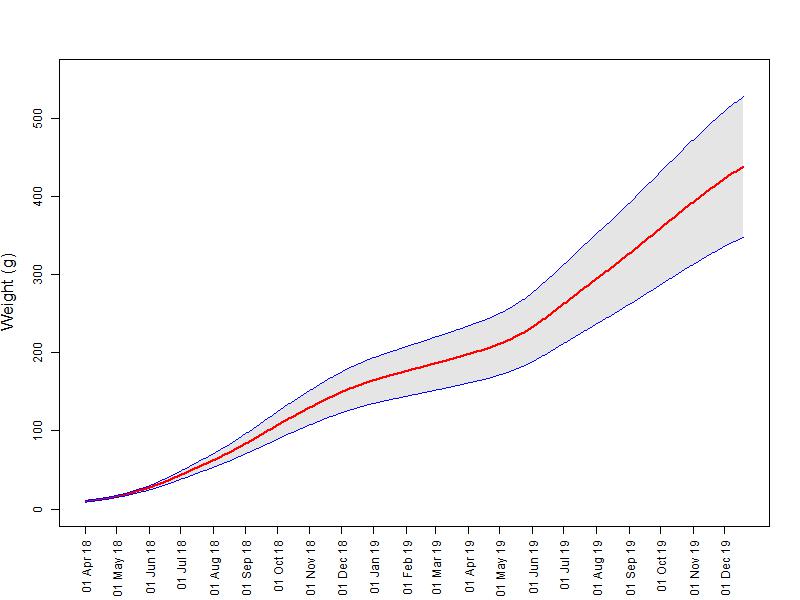 Weight (g)
500
400
300
200
100
0
01 Apr 18
01 May 18
01 Jun 18
01 Jul 18
01 Aug 18
01 Sep 18
01 Oct 18
01 Nov 18
01 Dec 18
01 Jan 19
01 Feb 19
01 Mar 19
01 Apr 19
01 May 19
01 Jun 19
01 Jul 19
01 Aug 19
01 Sep 19
01 Oct 19
01 Nov 19
01 Dec 19